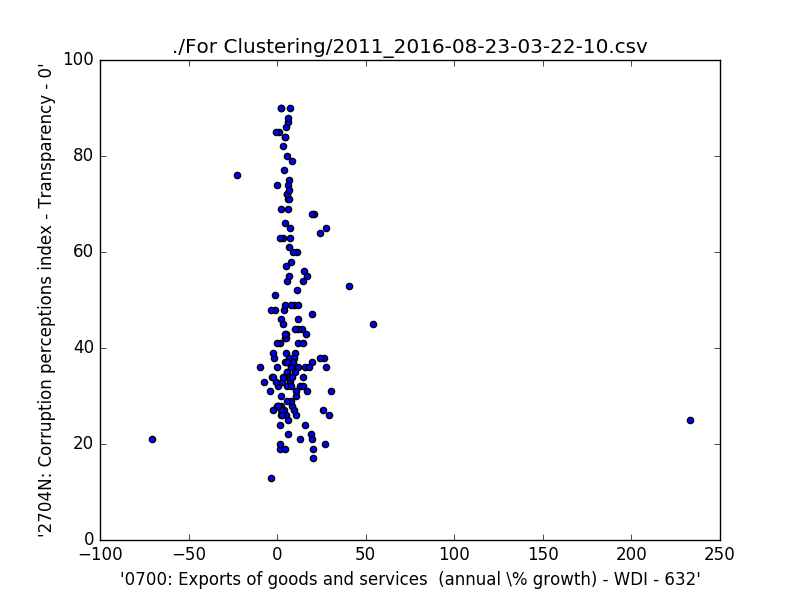 ./For Clustering/2011_2016-08-23-03-22-10.csv
100
80
60
40
20
0
'2704N: Corruption perceptions index - Transparency - 0'
−100 −50 0 50 100 150 200 250
'0700: Exports of goods and services  (annual \% growth) - WDI - 632'